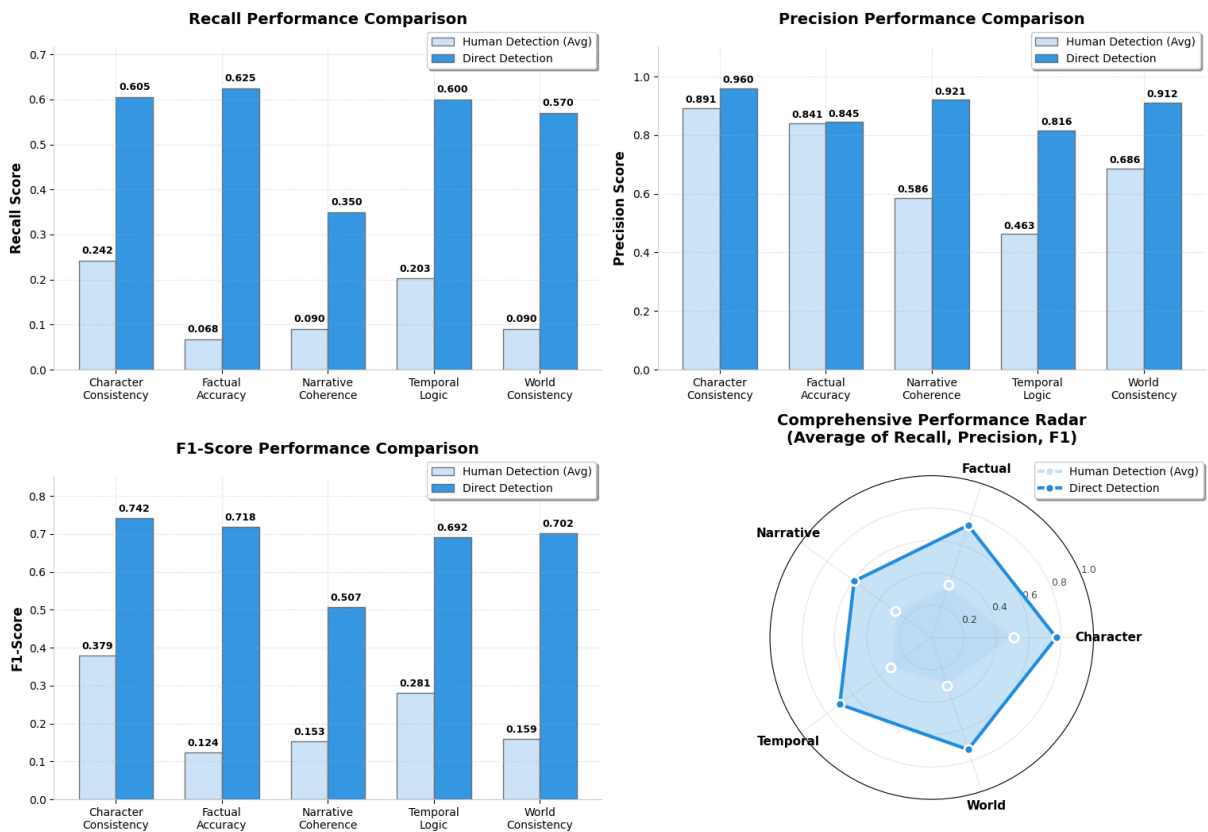 Recall Performance Comparison
Human Detection (Avg)
Direct Detection
Recall Score
0.7
0.6
0.5
0.4
0.3
0.2
0.1
0.0
0.242
0.605
0.068
0.625
0.090
0.350
0.203
0.600
0.090
0.570
Character
Consistency
Factual
Accuracy
Narrative
Coherence
Temporal
Logic
World
Consistency
Precision Performance Comparison
Human Detection (Avg)
Direct Detection
Precision Score
1.0
0.8
0.6
0.4
0.2
0.0
0.891
0.960
0.841
0.845
0.586
0.921
0.463
0.816
0.686
0.912
Character
Consistency
Factual
Accuracy
Narrative
Coherence
Temporal
Logic
World
Consistency
F1-Score Performance Comparison
Human Detection (Avg)
Direct Detection
F1-Score
0.8
0.7
0.6
0.5
0.4
0.3
0.2
0.1
0.0
0.379
0.742
0.124
0.718
0.153
0.507
0.281
0.692
0.159
0.702
Character
Consistency
Factual
Accuracy
Narrative
Coherence
Temporal
Logic
World
Consistency
Comprehensive Performance Radar
(Average of Recall, Precision, F1)
Human Detection (Avg)
Direct Detection
Factual
Narrative
Character
Temporal
World
0.2
0.4
0.6
0.8
1.0